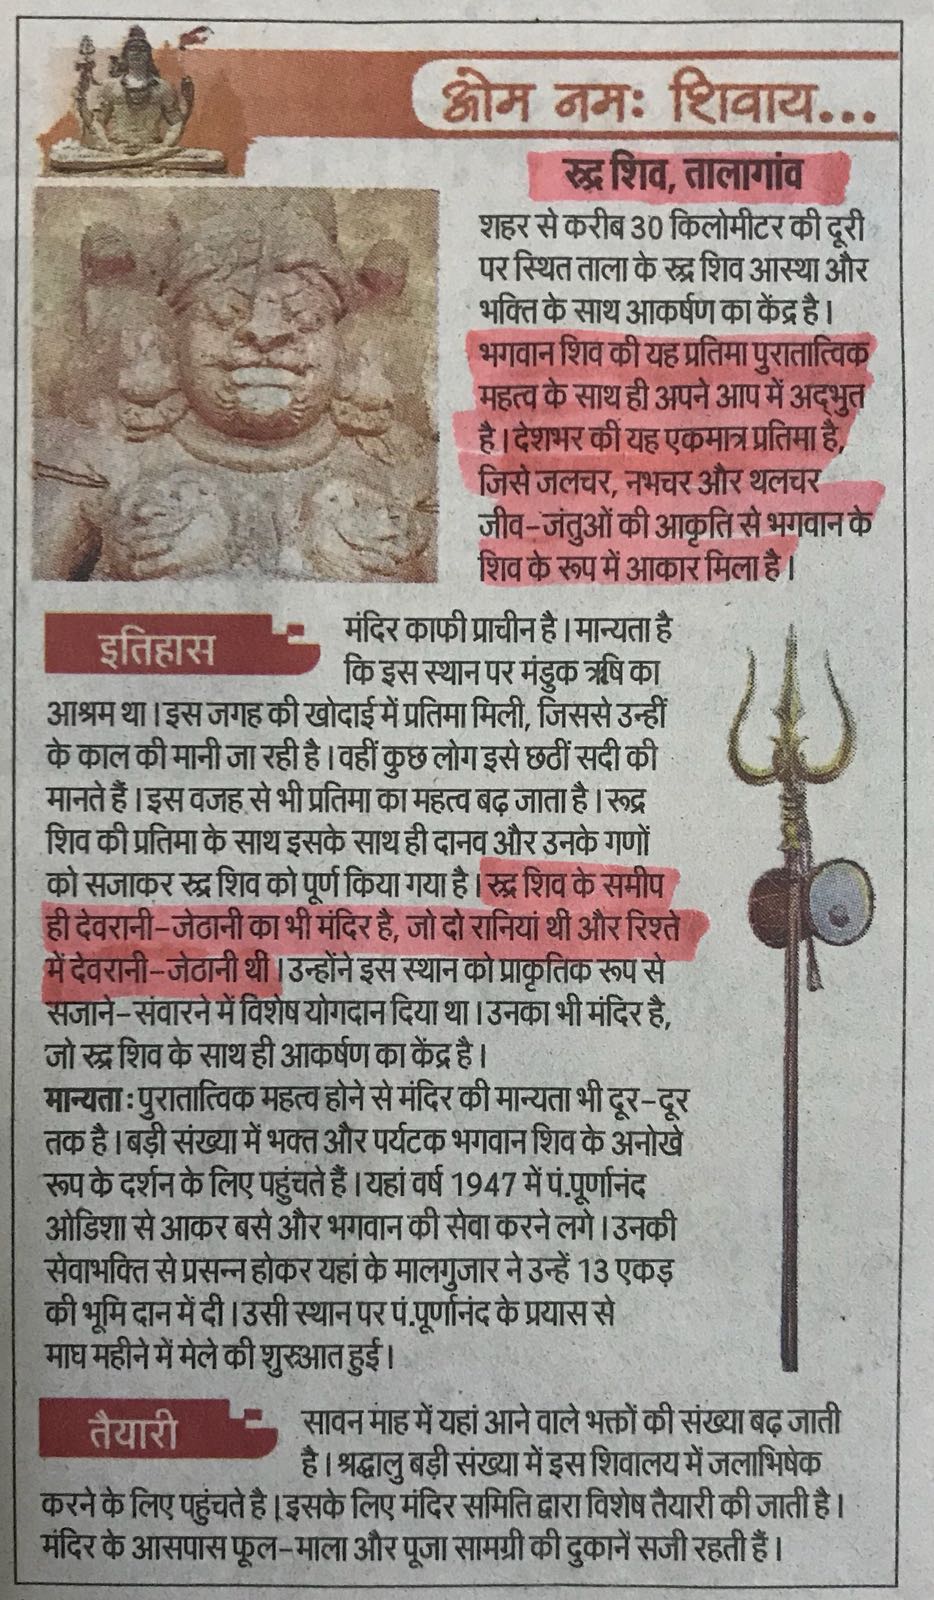 ओम नमः शिवाय...
रुद्र शिव, तालागांव
शहर से करीब 30 किलोमीटर की दूरी
पर स्थित ताला के रुद्र शिव आस्था और
भक्ति के साथ आकर्षण का केंद्र है।
भगवान शिव की यह प्रतिमा पुरातात्विक
महत्व के साथ ही अपने आप में अद्भुत
है। देशभर की यह एकमात्र प्रतिमा है,
जिसे जलचर, नभचर और थलचर
जीव-जंतुओं की आकृति से भगवान के
शिव के रूप में आकार मिला है।
इतिहास
मंदिर काफी प्राचीन है। मान्यता है
कि इस स्थान पर मंडुक ऋषि का
आश्रम था। इस जगह की खोदाई में प्रतिमा मिली, जिससे उन्हीं
के काल की मानी जा रही है। वहीं कुछ लोग इसे छठीं सदी की
मानते हैं। इस वजह से भी प्रतिमा का महत्व बढ़ जाता है। रूद्र
शिव की प्रतिमा के साथ इसके साथ ही दानव और उनके गणों
को सजाकर रुद्र शिव को पूर्ण किया गया है। रुद्र शिव के समीप
ही देवरानी-जेठानी का भी मंदिर है, जो दो रानियां थी और रिश्ते
में देवरानी-जेठानी थीं। उन्होंने इस स्थान को प्राकृतिक रूप से
सजाने-संवारने में विशेष योगदान दिया था। उनका भी मंदिर है,
जो रुद्र शिव के साथ ही आकर्षण का केंद्र है।
मान्यता : पुरातात्विक महत्व होने से मंदिर की मान्यता भी दूर-दूर
तक है। बड़ी संख्या में भक्त और पर्यटक भगवान शिव के अनोखे
रूप के दर्शन के लिए पहुंचते हैं। यहां वर्ष 1947 में पं.पूर्णानंद
ओडिशा से आकर बसे और भगवान की सेवा करने लगे। उनकी
सेवाभक्ति से प्रसन्न होकर यहां के मालगुजार ने उन्हें 13 एकड़
की भूमि दान में दी। उसी स्थान पर पं.पूर्णानंद के प्रयास से
माघ महीने में मेले की शुरुआत हुई।
तैयारी
सावन माह में यहां आने वाले भक्तों की संख्या बढ़ जाती
है। श्रद्धालु बड़ी संख्या में इस शिवालय में जलाभिषेक
करने के लिए पहुंचते है। इसके लिए मंदिर समिति द्वारा विशेष तैयारी की जाती है।
मंदिर के आसपास फूल-माला और पूजा सामग्री की दुकानें सजी रहती हैं।